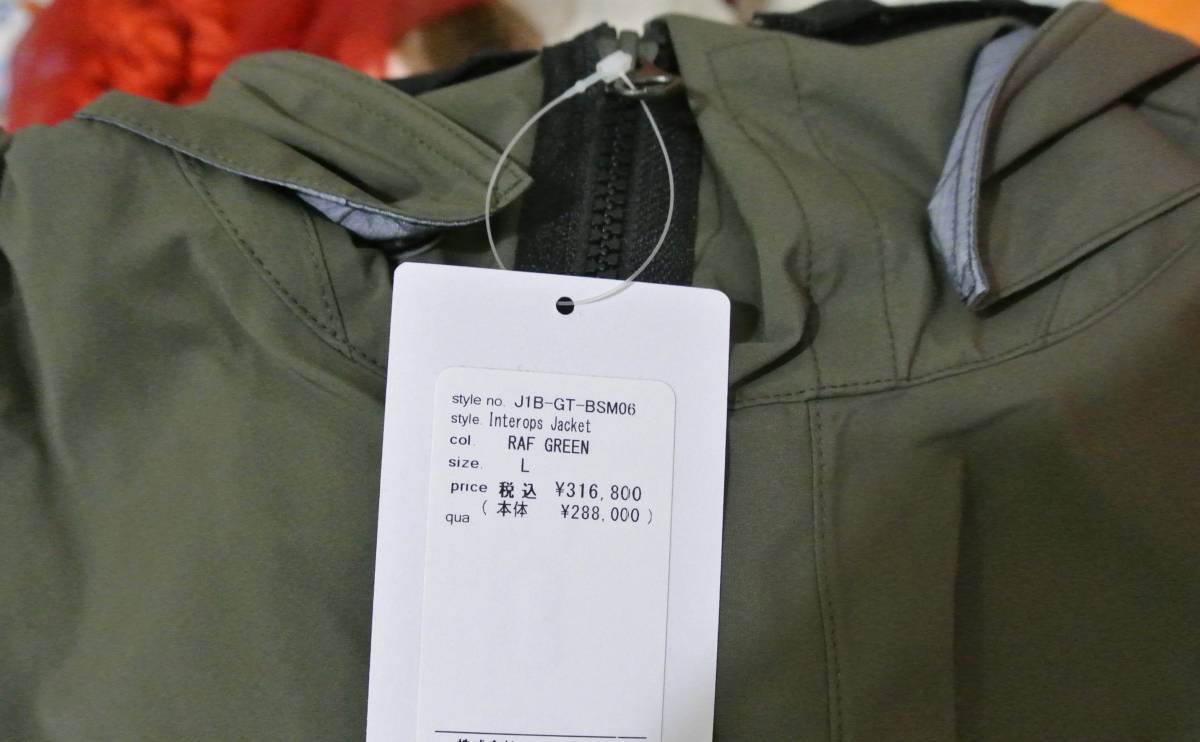 style no. J1B-GT-BSM06
style. Interops Jacket
col. RAF GREEN
size. L
price 税込 ¥316,800
qua ( 本体 ¥288,000 )